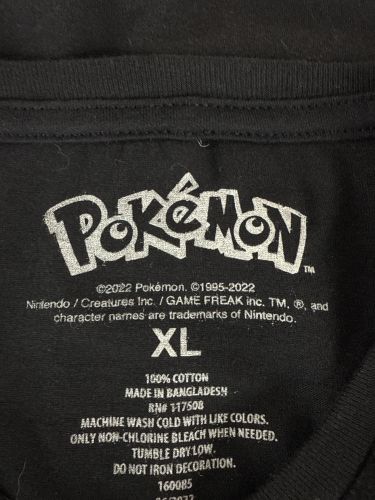 POKéMON
TM
©2022 Pokémon. ©1995-2022
Nintendo / Creatures Inc. / GAME FREAK inc. TM, ®, and
character names are trademarks of Nintendo.
XL
100% COTTON
MADE IN BANGLADESH
RN# 117508
MACHINE WASH COLD WITH LIKE COLORS.
ONLY NON-CHLORINE BLEACH WHEN NEEDED.
TUMBLE DRY LOW.
DO NOT IRON DECORATION.
160085